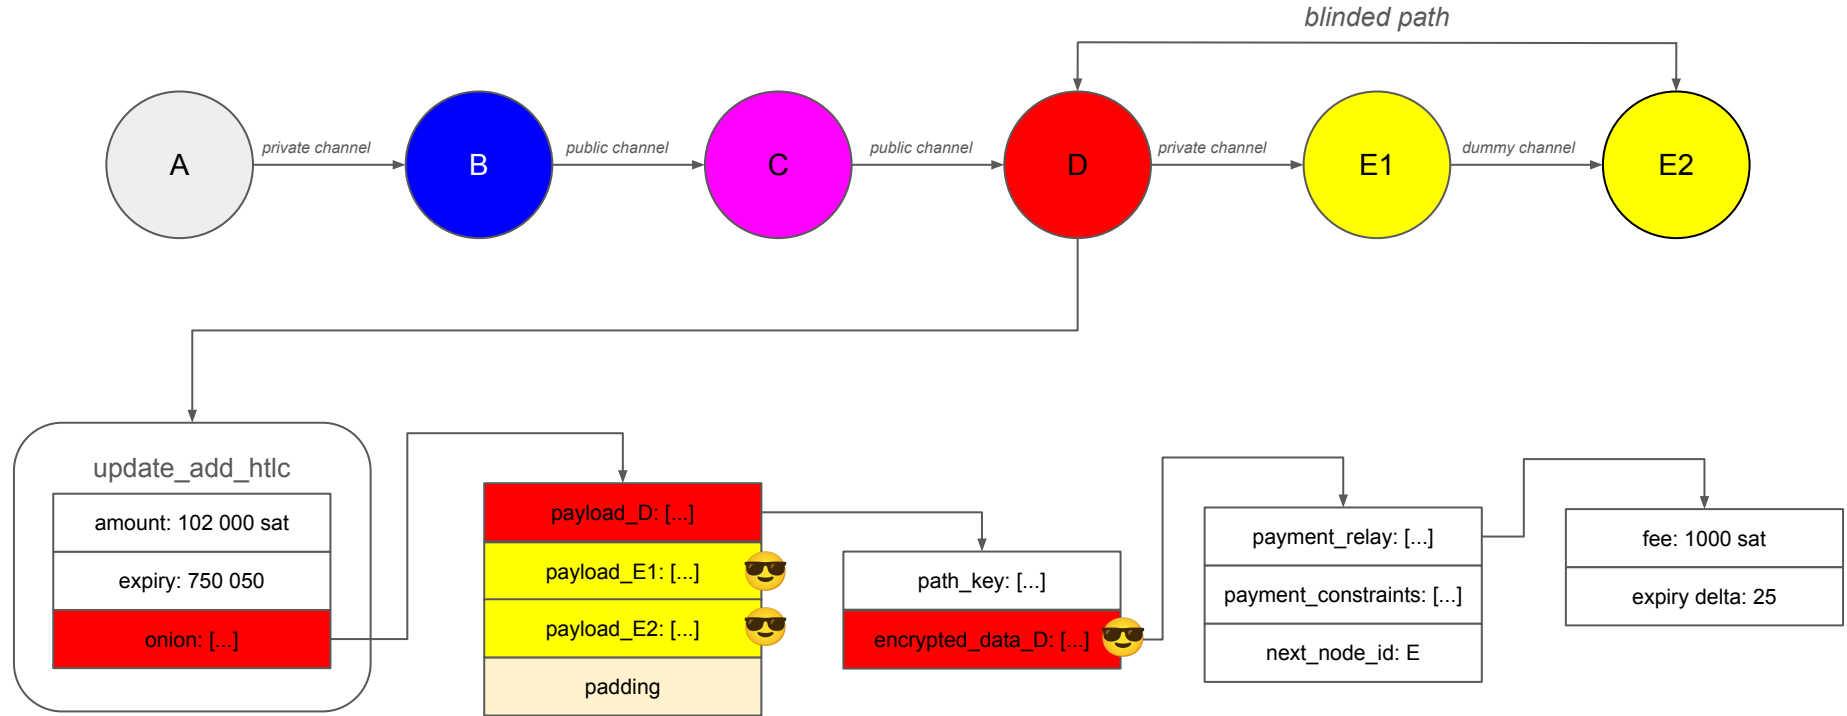 blinded path
A
private channel
B
public channel
C
public channel
D
private channel
E1
dummy channel
E2
update_add_htlc
amount: 102 000 sat
expiry: 750 050
onion: [...]
payload_D: [...]
payload_E1: [...]
payload_E2: [...]
padding
path_key: [...]
encrypted_data_D: [...]
payment_relay: [...]
payment_constraints: [...]
next_node_id: E
fee: 1000 sat
expiry delta: 25